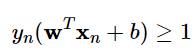 yₙ(𝐰ᵀ𝐱ₙ + b) ≥ 1